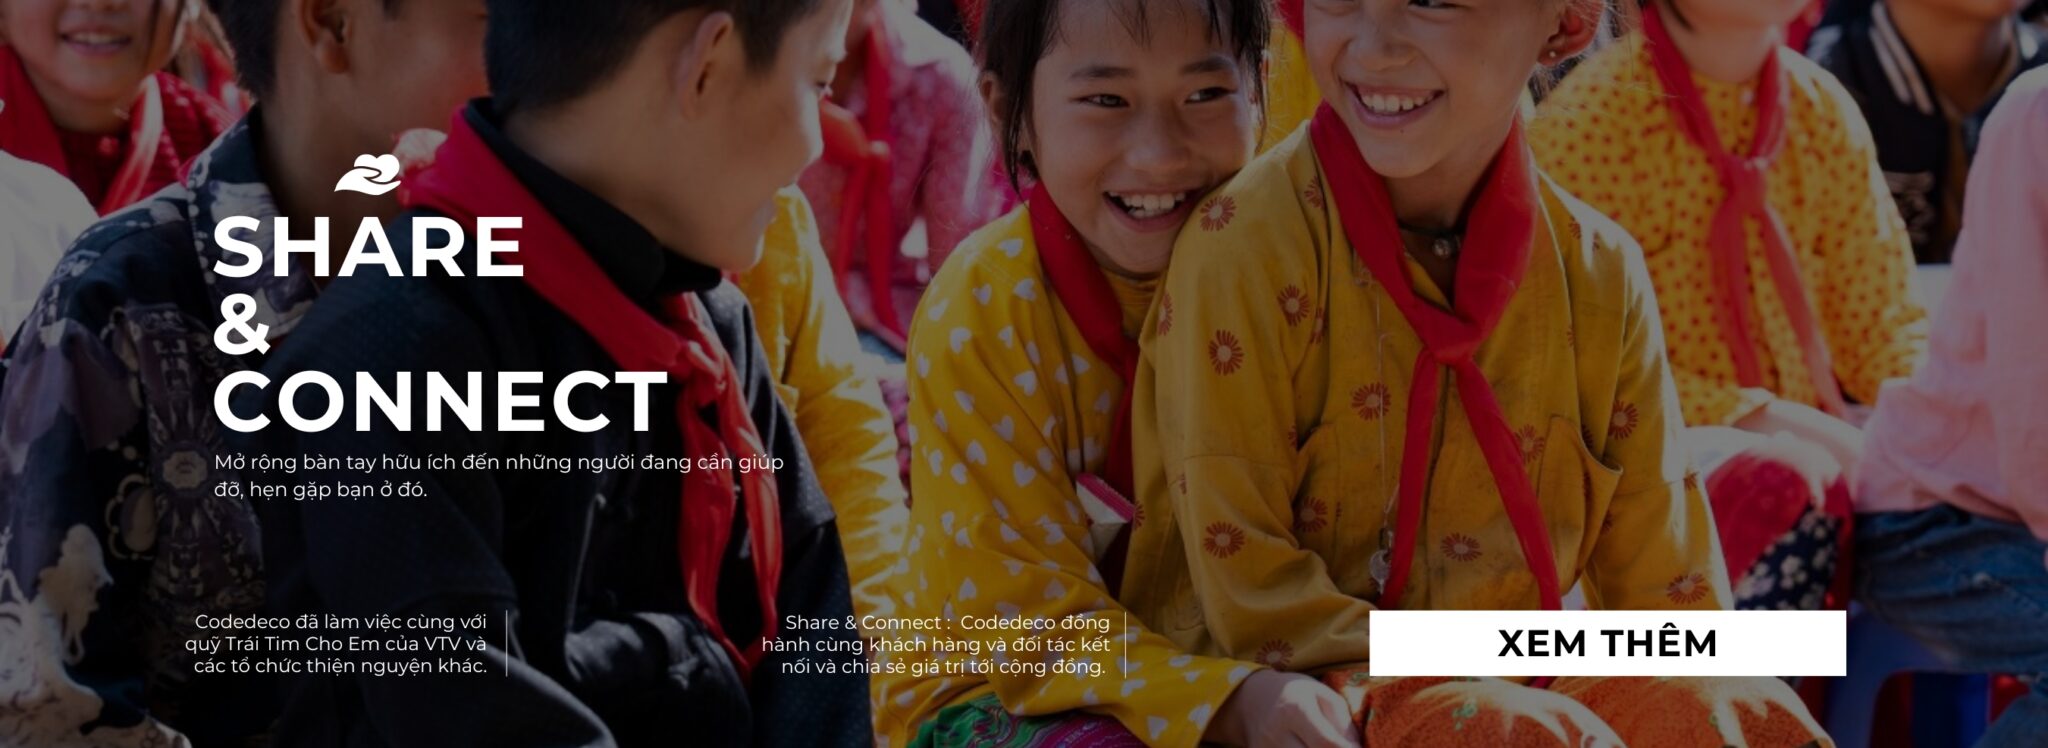 SHARE
&
CONNECT
Mở rộng bàn tay hữu ích đến những người đang cần giúp
đỡ, hẹn gặp bạn ở đó.
Codedeco đã làm việc cùng với
quỹ Trái Tim Cho Em của VTV và
các tổ chức thiện nguyện khác.
Share & Connect : Codedeco đồng
hành cùng khách hàng và đối tác kết
nối và chia sẻ giá trị tới cộng đồng.
XEM THÊM